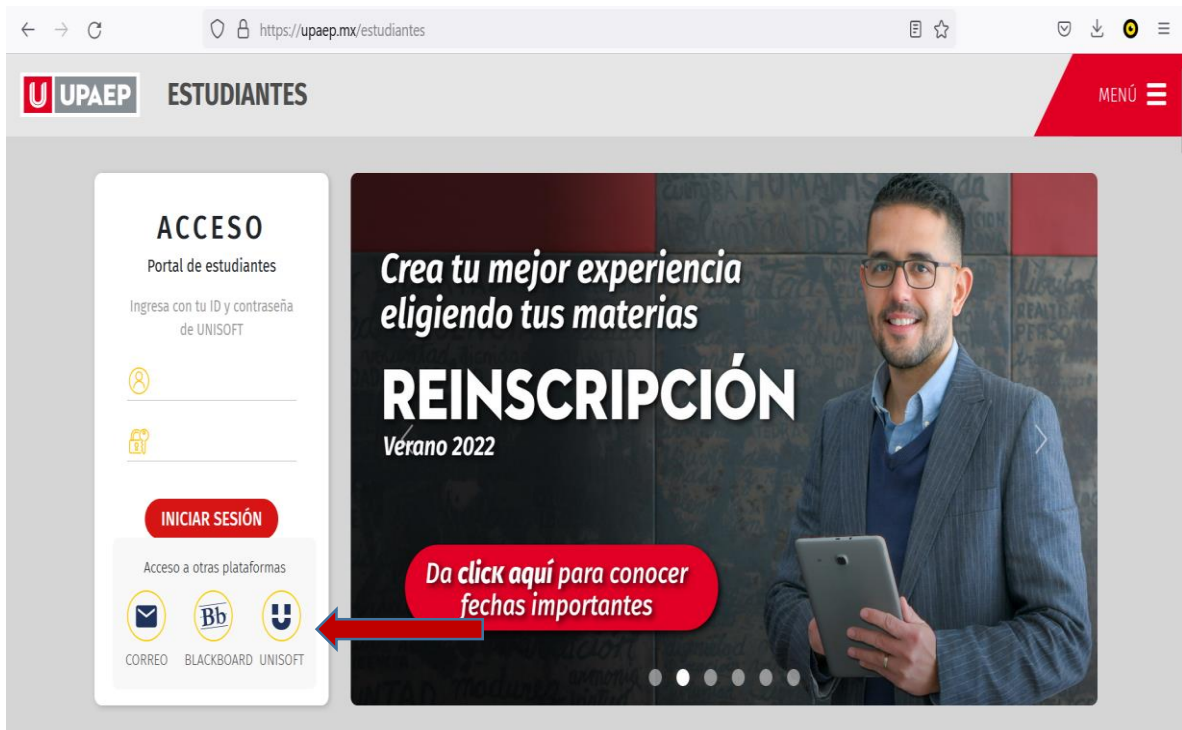 https://upaep.mx/estudiantes
U UPAEP ESTUDIANTES
MENÚ
ACCESO
Portal de estudiantes
Ingresa con tu ID y contraseña
de UNISOFT
INICIAR SESIÓN
Acceso a otras plataformas
Bb
CORREO BLACKBOARD UNISOFT
Crea tu mejor experiencia
eligiendo tus materias
REINSCRIPCIÓN
Verano 2022
Da click aquí para conocer
fechas importantes